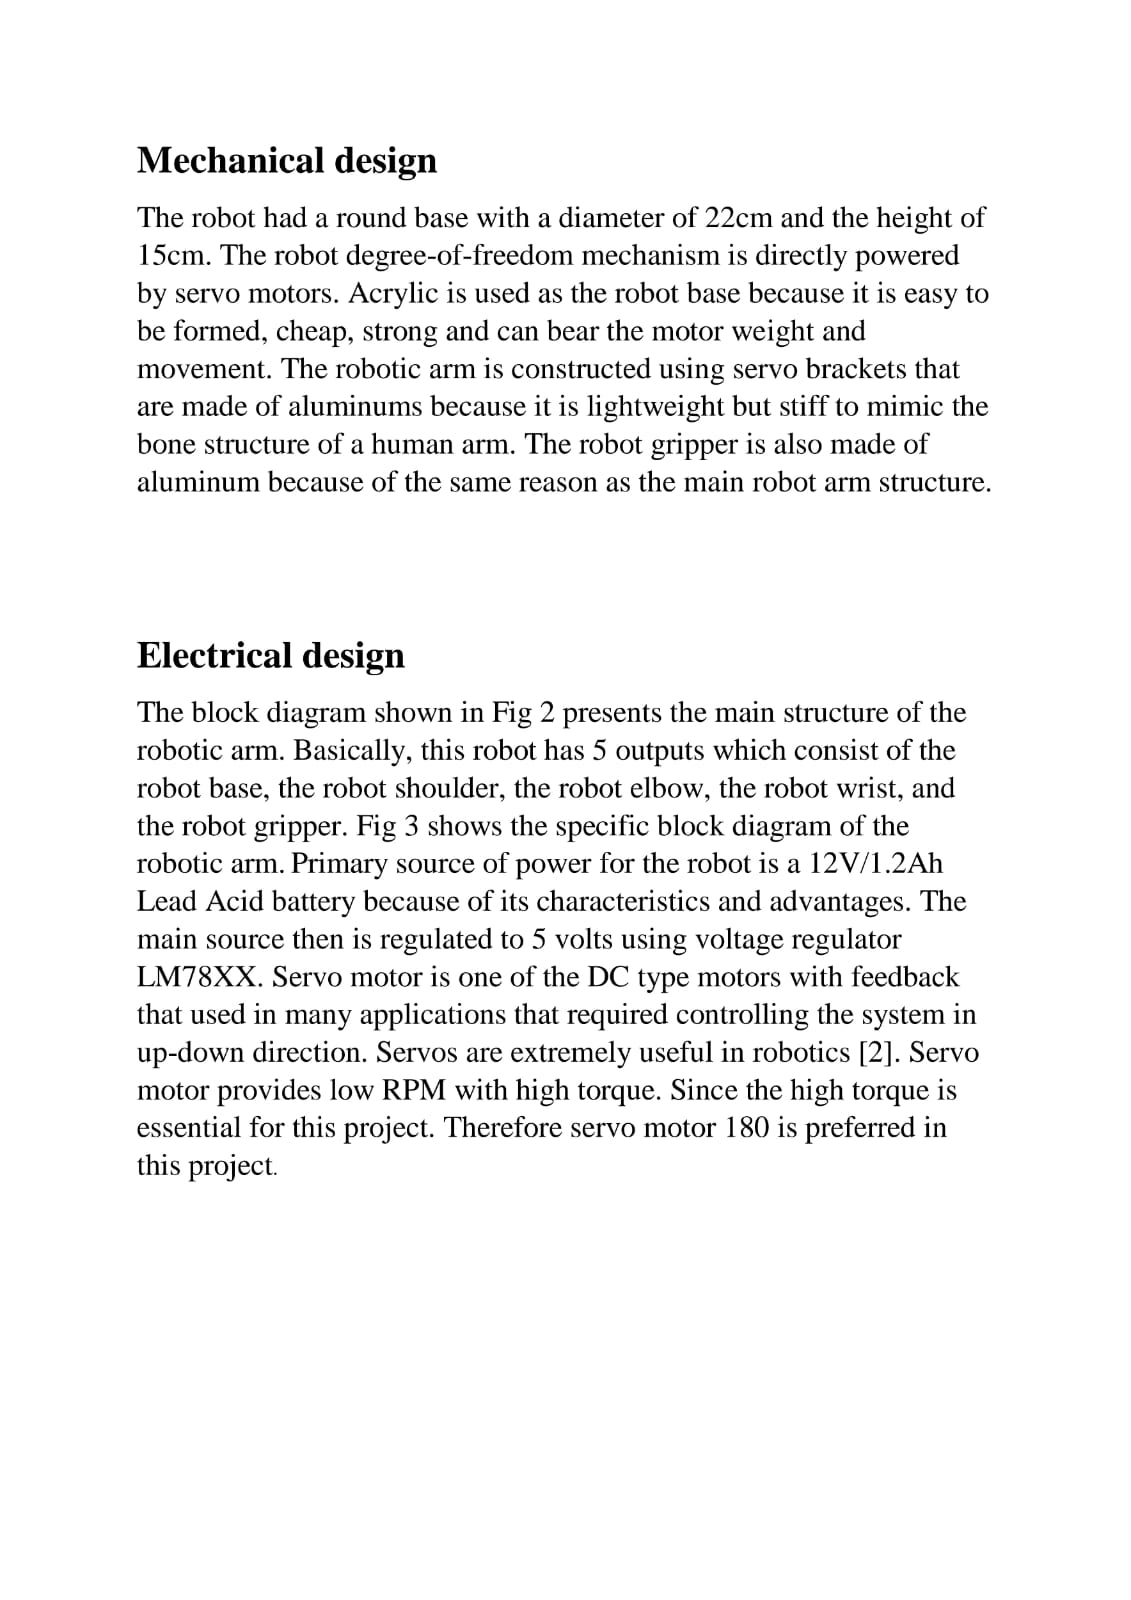 Mechanical design
The robot had a round base with a diameter of 22cm and the height of
15cm. The robot degree-of-freedom mechanism is directly powered
by servo motors. Acrylic is used as the robot base because it is easy to
be formed, cheap, strong and can bear the motor weight and
movement. The robotic arm is constructed using servo brackets that
are made of aluminums because it is lightweight but stiff to mimic the
bone structure of a human arm. The robot gripper is also made of
aluminum because of the same reason as the main robot arm structure.
Electrical design
The block diagram shown in Fig 2 presents the main structure of the
robotic arm. Basically, this robot has 5 outputs which consist of the
robot base, the robot shoulder, the robot elbow, the robot wrist, and
the robot gripper. Fig 3 shows the specific block diagram of the
robotic arm. Primary source of power for the robot is a 12V/1.2Ah
Lead Acid battery because of its characteristics and advantages. The
main source then is regulated to 5 volts using voltage regulator
LM78XX. Servo motor is one of the DC type motors with feedback
that used in many applications that required controlling the system in
up-down direction. Servos are extremely useful in robotics [2]. Servo
motor provides low RPM with high torque. Since the high torque is
essential for this project. Therefore servo motor 180 is preferred in
this project.